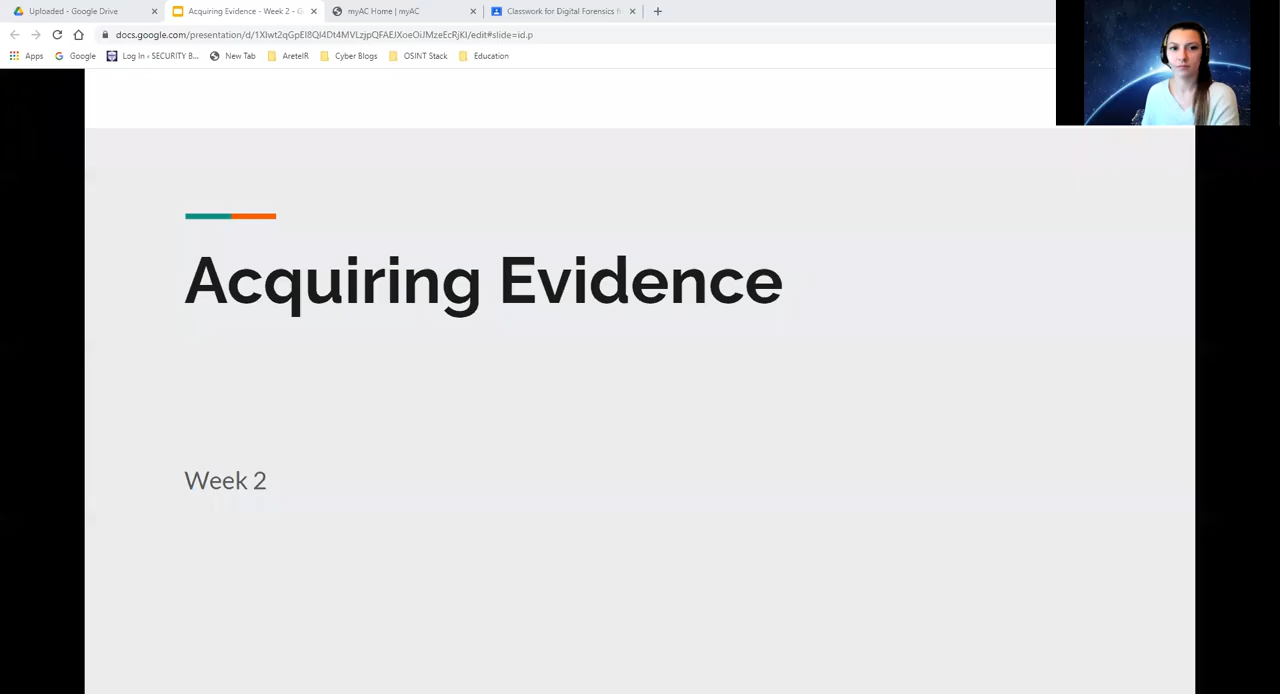 Uploaded - Google Drive
Acquiring Evidence - Week 2 - G
myAC Home | myAC
Classwork for Digital Forensics f
docs.google.com/presentation/d/1XIwt2qGpEI8QI4Dt4MVLzjpQFAEJXoeOiJMzeEcRjKI/edit#slide=id.p
Apps
Google
Log In ‹ SECURITY B...
New Tab
AreteIR
Cyber Blogs
OSINT Stack
Education
Acquiring Evidence
Week 2